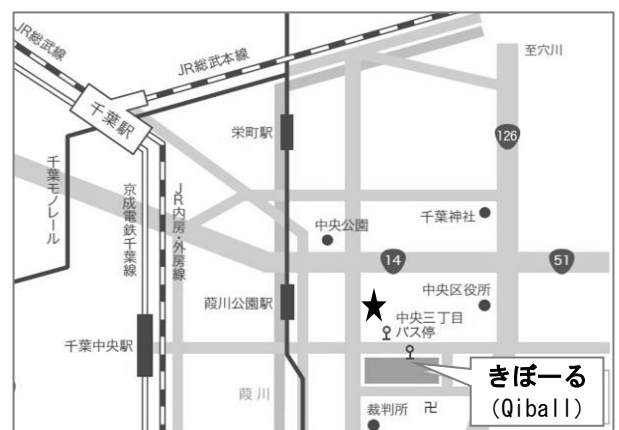 JR総武線
JR総武本線
至穴川
千葉駅
栄町駅
126
千葉モノレール
京成電鉄千葉線
JR内房・外房線
中央公園
千葉神社
14
51
葭川公園駅
中央区役所
中央三丁目
バス停
千葉中央駅
きぼーる
(Qiball)
葭川
裁判所
卍